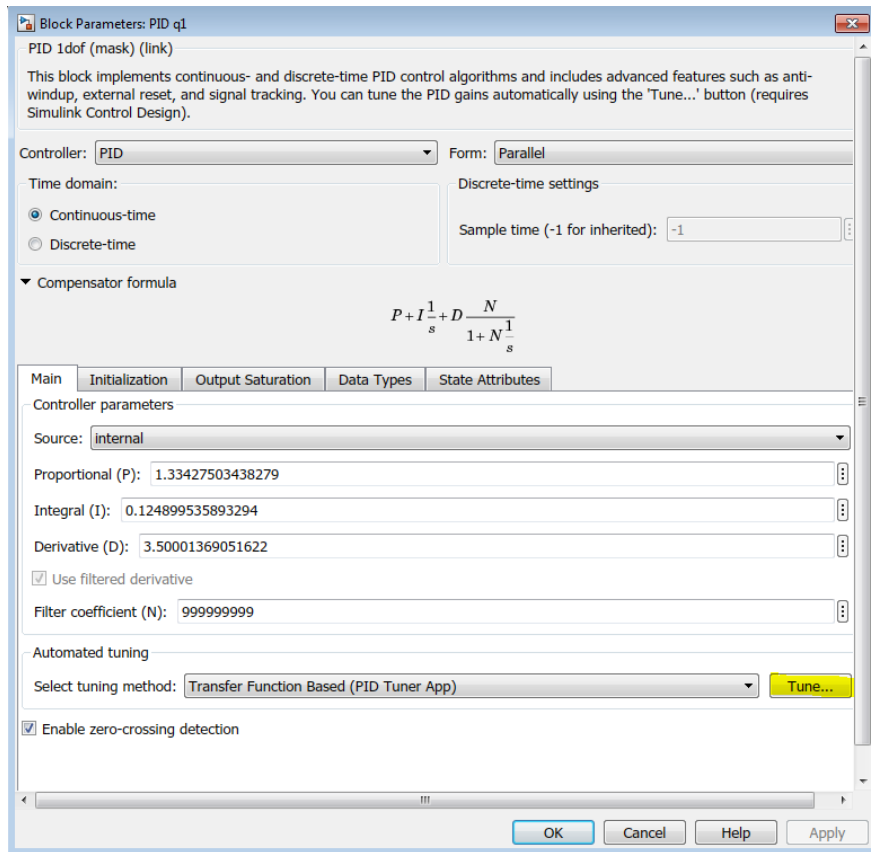 Block Parameters: PID q1
PID 1dof (mask) (link)
This block implements continuous- and discrete-time PID control algorithms and includes advanced features such as anti-
windup, external reset, and signal tracking. You can tune the PID gains automatically using the 'Tune...' button (requires
Simulink Control Design).
Controller: PID Form: Parallel
Time domain: Discrete-time settings
Continuous-time
Sample time (-1 for inherited): -1
Discrete-time
Compensator formula
P + I 1/s + D N/(1 + N 1/s)
Main Initialization Output Saturation Data Types State Attributes
Controller parameters
Source: internal
Proportional (P): 1.33427503438279
Integral (I): 0.124899535893294
Derivative (D): 3.50001369051622
Use filtered derivative
Filter coefficient (N): 999999999
Automated tuning
Select tuning method: Transfer Function Based (PID Tuner App) Tune...
Enable zero-crossing detection
OK Cancel Help Apply